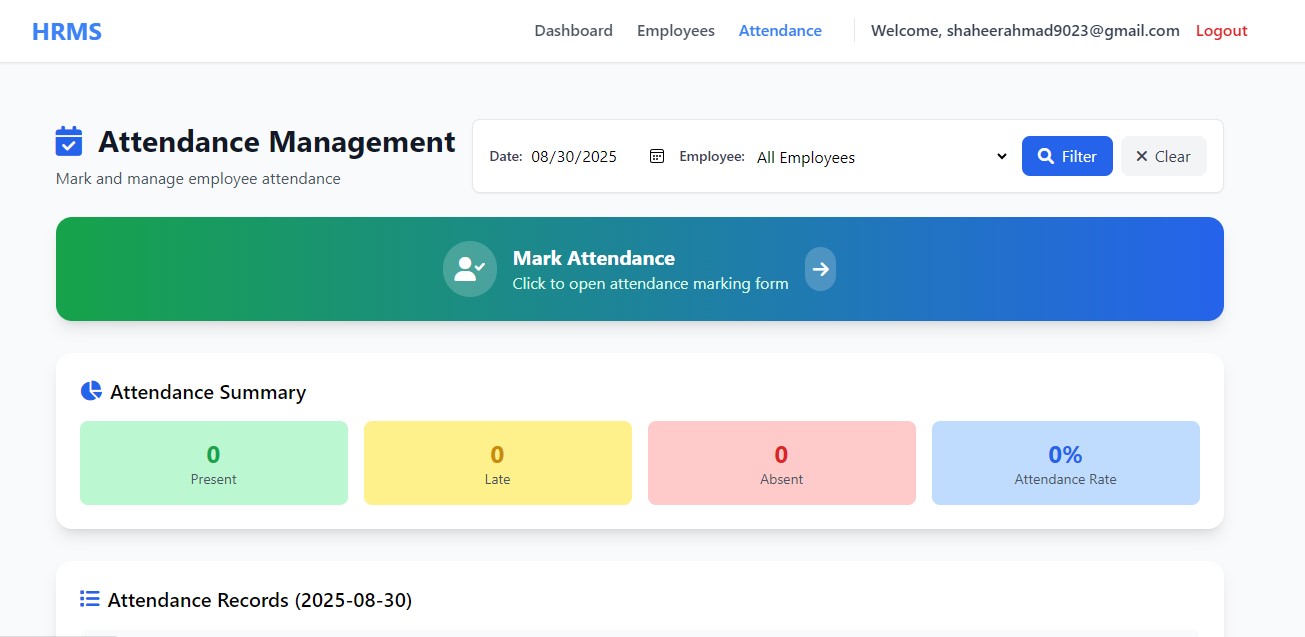 HRMS
Dashboard Employees Attendance Welcome, shaheerahmad9023@gmail.com Logout
Attendance Management
Mark and manage employee attendance
Date: 08/30/2025 Employee: All Employees Filter Clear
Mark Attendance
Click to open attendance marking form
Attendance Summary
0
Present
0
Late
0
Absent
0%
Attendance Rate
Attendance Records (2025-08-30)